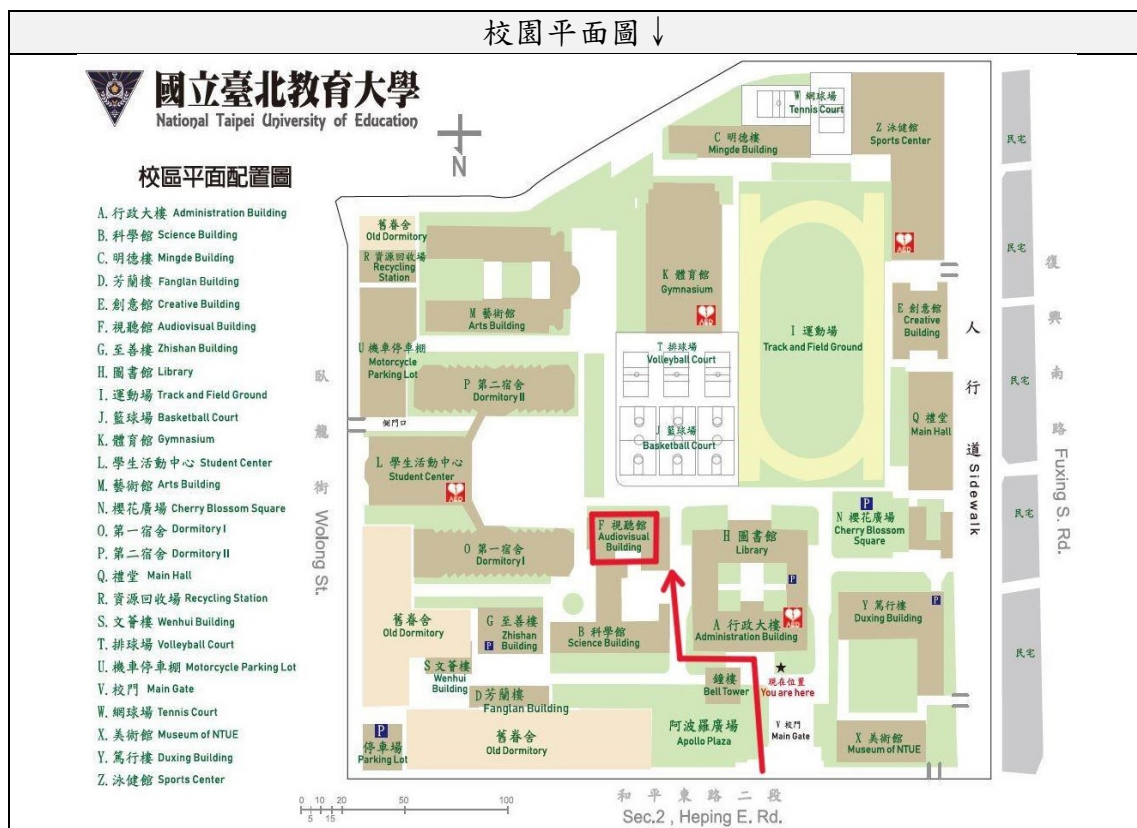 校園平面圖↓
國立臺北教育大學
National Taipei University of Education
N
校區平面配置圖
A. 行政大樓 Administration Building
B. 科學館 Science Building
C. 明德樓 Mingde Building
D. 芳蘭樓 Fanglan Building
E. 創意館 Creative Building
F. 視聽館 Audiovisual Building
G. 至善樓 Zhishan Building
H. 圖書館 Library
I. 運動場 Track and Field Ground
J. 籃球場 Basketball Court
K. 體育館 Gymnasium
L. 學生活動中心 Student Center
M. 藝術館 Arts Building
N. 櫻花廣場 Cherry Blossom Square
O. 第一宿舍 Dormitory I
P. 第二宿舍 Dormitory II
Q. 禮堂 Main Hall
R. 資源回收場 Recycling Station
S. 文薈樓 Wenhui Building
T. 排球場 Volleyball Court
U. 機車停車棚 Motorcycle Parking Lot
V. 校門 Main Gate
W. 網球場 Tennis Court
X. 美術館 Museum of NTUE
Y. 篤行樓 Duxing Building
Z. 泳健館 Sports Center
W 網球場
Tennis Court
C 明德樓
Mingde Building
Z 泳健館
Sports Center
民宅
舊眷舍
Old Dormitory
R 資源回收場
Recycling
Station
民宅
AED
K 體育館
Gymnasium
M 藝術館
Arts Building
AED
E 創意館
Creative
Building
I 運動場
Track and Field Ground
U 機車停車棚
Motorcycle
Parking Lot
T 排球場
Volleyball Court
P 第二宿舍
Dormitory II
民宅
側門口
Q 禮堂
Main Hall
J 籃球場
Basketball Court
L 學生活動中心
Student Center
AED
人行道 Sidewalk
復興南路 Fuxing S. Rd.
臥龍街 Wolong St.
P
N 櫻花廣場
Cherry Blossom
Square
民宅
F 視聽館
Audiovisual
Building
H 圖書館
Library
O 第一宿舍
Dormitory I
P
舊眷舍
Old Dormitory
G 至善樓
Zhishan
Building
P
B 科學館
Science Building
A 行政大樓
Administration Building
AED
Y 篤行樓
Duxing Building
P
民宅
S 文薈樓
Wenhui
Building
鐘樓
Bell Tower
★
現在位置
You are here
D 芳蘭樓
Fanglan Building
阿波羅廣場
Apollo Plaza
V 校門
Main Gate
X 美術館
Museum of NTUE
P
停車場
Parking Lot
舊眷舍
Old Dormitory
0 10 20 50 100
5 15
和平東路二段
Sec.2 , Heping E. Rd.